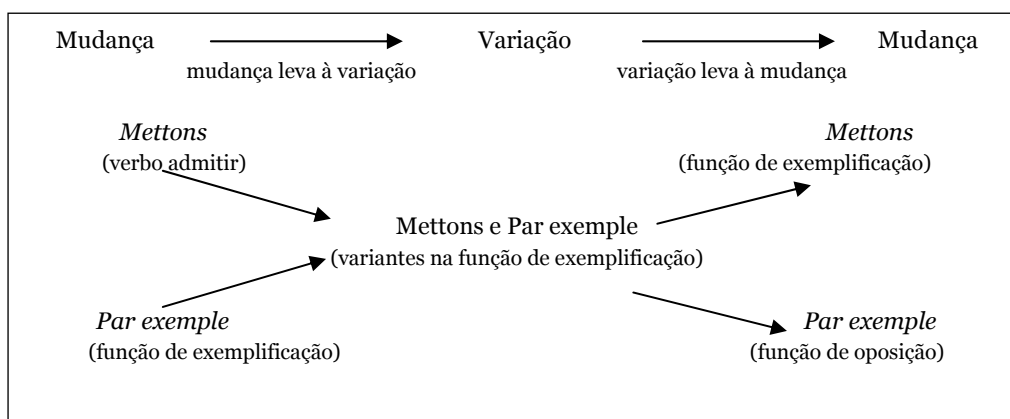 Mudança Variação Mudança
mudança leva à variação variação leva à mudança
Mettons Mettons
(verbo admitir) (função de exemplificação)
Mettons e Par exemple
(variantes na função de exemplificação)
Par exemple Par exemple
(função de exemplificação) (função de oposição)